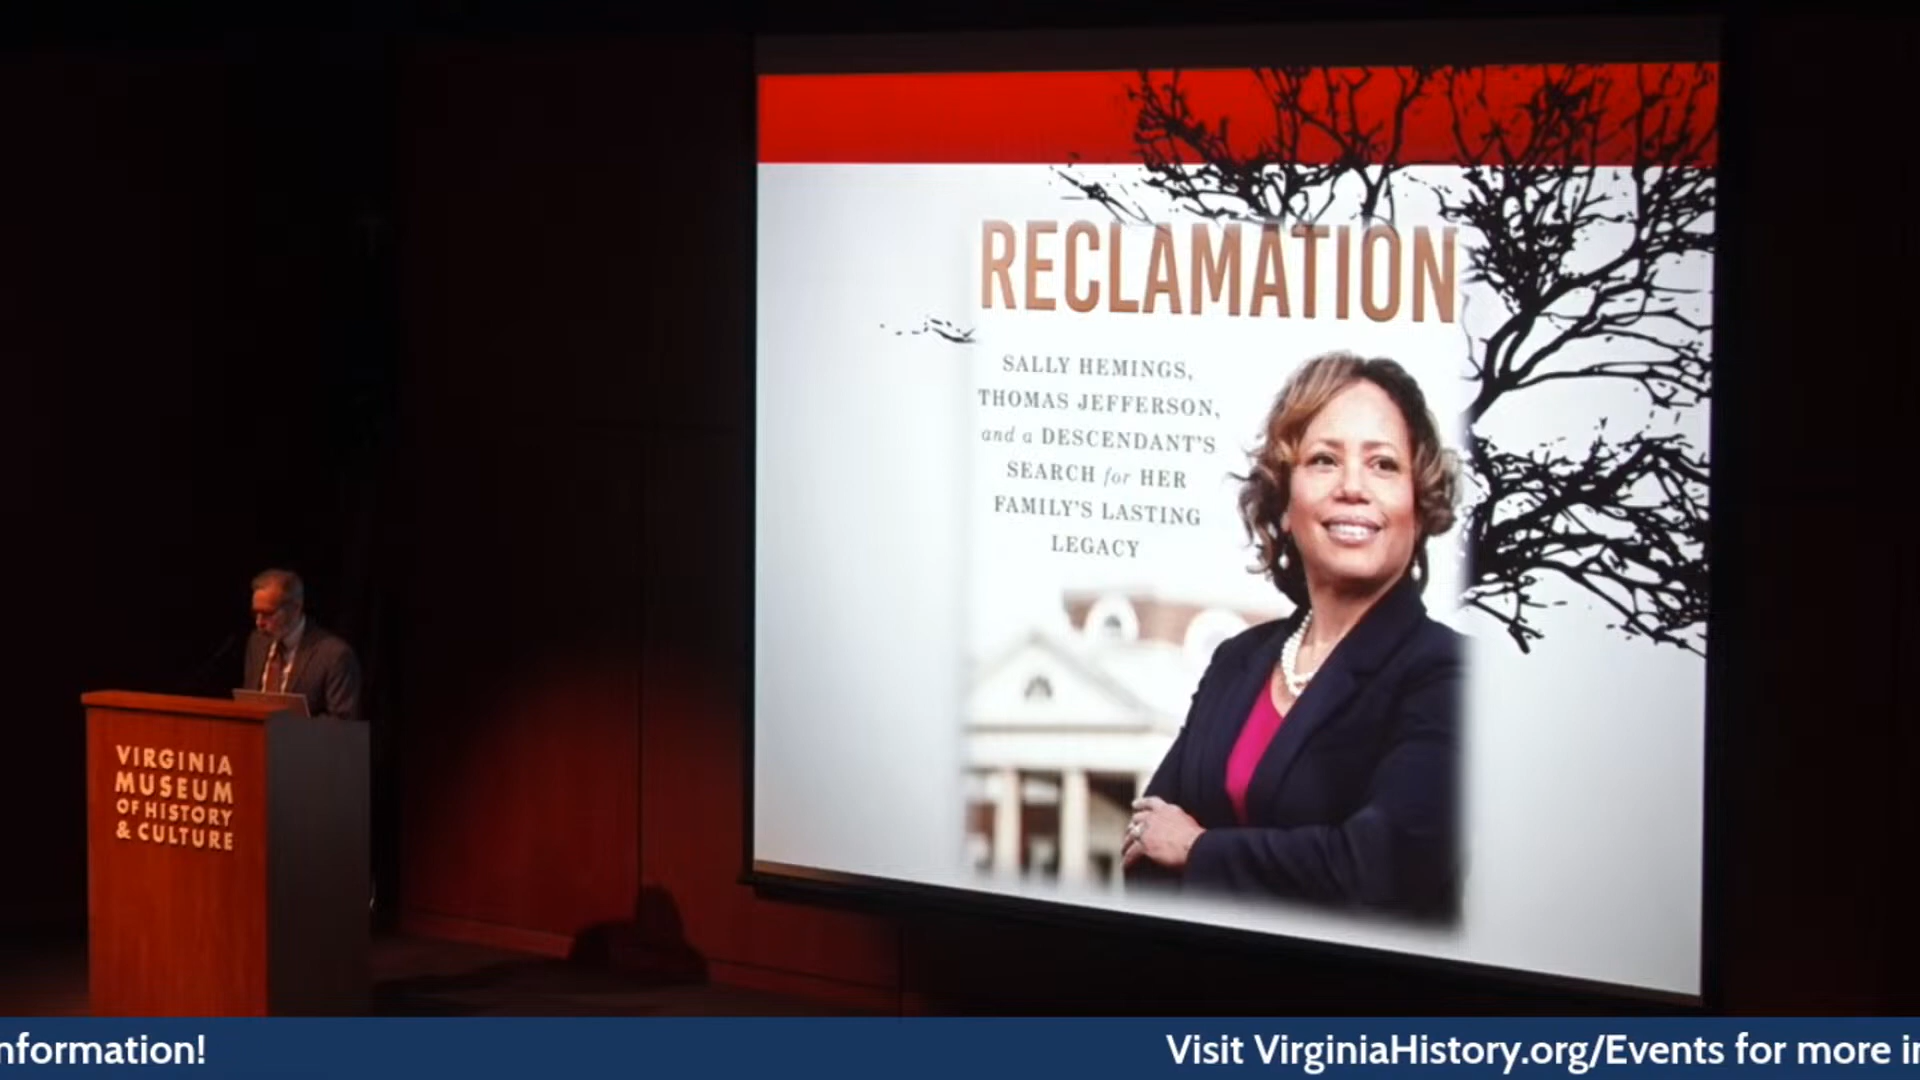 RECLAMATION
SALLY HEMINGS,
THOMAS JEFFERSON,
and a DESCENDANT'S
SEARCH for HER
FAMILY'S LASTING
LEGACY
VIRGINIA
MUSEUM
OF HISTORY
& CULTURE
nformation!
Visit VirginiaHistory.org/Events for more in